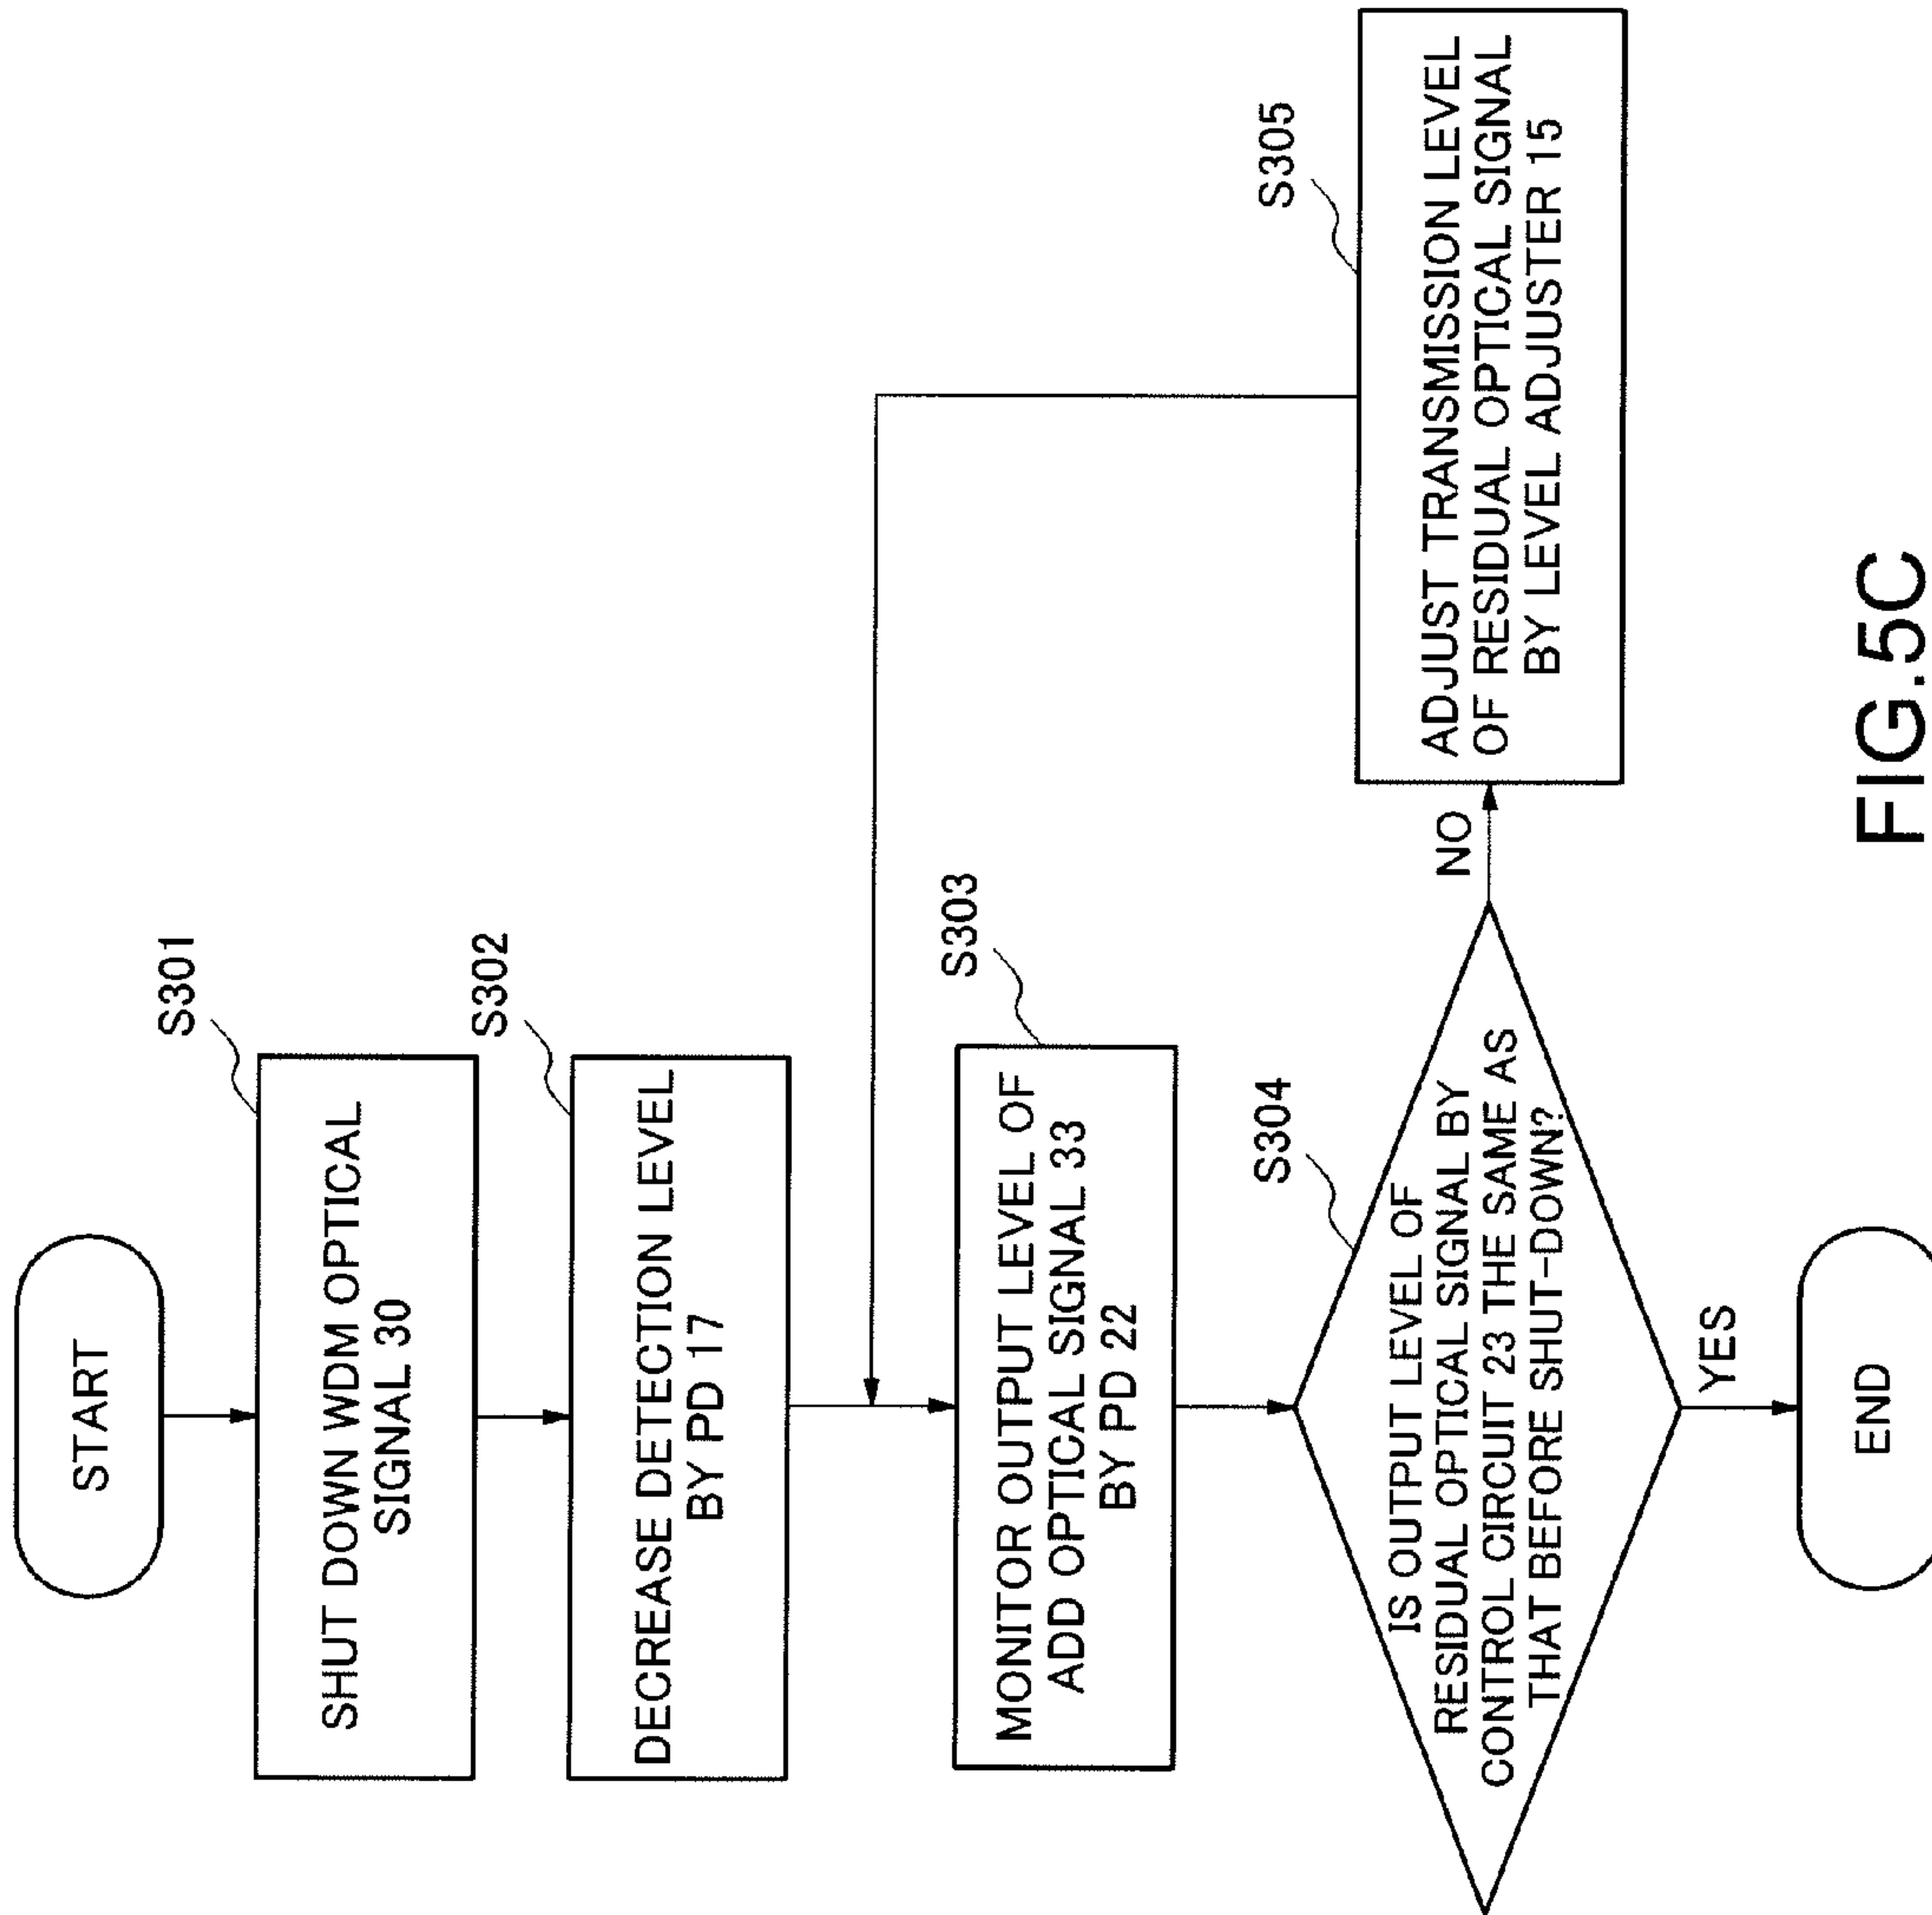 START
S301
SHUT DOWN WDM OPTICAL
SIGNAL 30
S302
DECREASE DETECTION LEVEL
BY PD 17
S303
MONITOR OUTPUT LEVEL OF
ADD OPTICAL SIGNAL 33
BY PD 22
S304
IS OUTPUT LEVEL OF
RESIDUAL OPTICAL SIGNAL BY
CONTROL CIRCUIT 23 THE SAME AS
THAT BEFORE SHUT-DOWN?
NO
S305
ADJUST TRANSMISSION LEVEL
OF RESIDUAL OPTICAL SIGNAL
BY LEVEL ADJUSTER 15
YES
END
FIG.5C